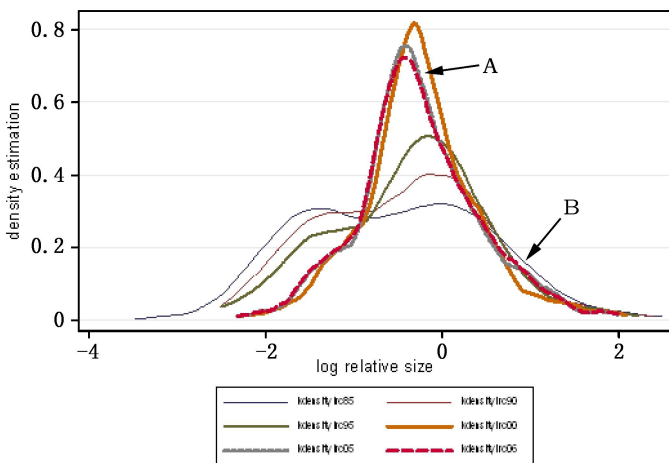 0.8
0.6
0.4
0.2
0
density estimation
A
B
-4
-2
0
2
log relative size
kdensity lrc85
kdensity lrc90
kdensity lrc95
kdensity lrc00
kdensity lrc05
kdensity lrc06